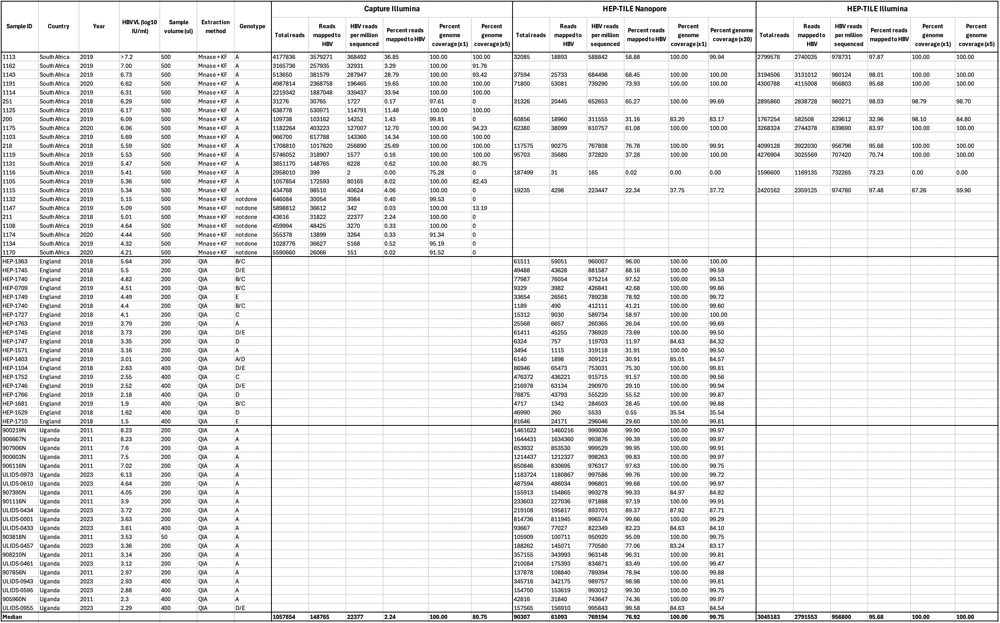 Capture Illumina HEP-TILE Nanopore HEP-TILE Illumina
Sample ID Country Year HBV VL (log10 IU/ml) Sample volume (ul) Extraction method Genotype Total reads Reads mapped to HBV HBV reads per million sequenced Percent reads mapped to HBV Percent genome coverage (x1) Percent genome coverage (x5) Total reads Reads mapped to HBV HBV reads per million sequenced Percent reads mapped to HBV Percent genome coverage (x1) Percent genome coverage (x20) Total reads Reads mapped to HBV HBV reads per million sequenced Percent reads mapped to HBV Percent genome coverage (x1) Percent genome coverage (x5)
1113 South Africa 2019 >7.2 500 Mnase + KF A 4177836 3579271 368492 36.85 100.00 100.00 32085 18893 588842 58.88 100.00 99.94 2799578 2740035 978731 97.87 100.00 100.00
1162 South Africa 2019 7.00 500 Mnase + KF A 3165736 257935 32931 3.29 100.00 91.76
1143 South Africa 2019 6.73 500 Mnase + KF A 513650 381579 287947 28.79 100.00 93.42 37594 25733 684498 68.45 100.00 100.00 3194506 3131012 980124 98.01 100.00 100.00
1191 South Africa 2020 6.62 500 Mnase + KF A 4987814 2368758 196465 19.65 100.00 100.00 71800 53081 739290 73.93 100.00 100.00 4300788 4115008 956803 95.68 100.00 100.00
1114 South Africa 2019 6.31 500 Mnase + KF A 2219342 1887048 339437 33.94 100.00 100.00
251 South Africa 2018 6.29 500 Mnase + KF A 31276 30765 1727 0.17 97.61 0 31326 20445 652653 65.27 100.00 99.69 2895860 2838728 980271 98.03 98.79 98.70
1125 South Africa 2019 6.17 500 Mnase + KF A 638778 530971 114791 11.48 100.00 100.00
200 South Africa 2019 6.09 500 Mnase + KF A 109738 103162 14252 1.43 99.81 0 60856 18960 311555 31.16 83.20 83.17 1767254 582508 329612 32.96 98.10 84.80
1175 South Africa 2020 6.06 500 Mnase + KF A 1182264 403223 127007 12.70 100.00 94.23 62380 38099 610757 61.08 100.00 100.00 3268324 2744378 839690 83.97 100.00 100.00
1103 South Africa 2019 5.69 500 Mnase + KF A 966700 617788 143360 14.34 100.00 100.00
218 South Africa 2018 5.59 500 Mnase + KF A 1708810 1017820 256890 25.69 100.00 100.00 117575 90275 767808 76.78 100.00 99.91 4099128 3922030 956796 95.68 100.00 100.00
1119 South Africa 2019 5.53 500 Mnase + KF A 5746052 318907 1577 0.16 100.00 100.00 95703 35680 372820 37.28 100.00 100.00 4276904 3025569 707420 70.74 100.00 100.00
1131 South Africa 2019 5.47 500 Mnase + KF A 3851170 148765 6228 0.62 100.00 80.75
1116 South Africa 2019 5.41 500 Mnase + KF A 2958010 399 2 0.00 75.28 0 187499 31 165 0.02 0.00 0.00 1596600 1169135 732265 73.23 0.00 0.00
1105 South Africa 2019 5.36 500 Mnase + KF A 1057854 172593 80165 8.02 100.00 82.43
1115 South Africa 2019 5.34 500 Mnase + KF A 434768 98510 40624 4.06 100.00 0 19235 4298 223447 22.34 37.75 37.72 2420162 2359125 974780 97.48 67.26 59.90
1132 South Africa 2019 5.15 500 Mnase + KF not done 646084 30054 3984 0.40 99.53 0
1147 South Africa 2019 5.09 500 Mnase + KF not done 5898812 36612 342 0.03 100.00 13.19
211 South Africa 2018 5.01 500 Mnase + KF not done 43616 31822 22377 2.24 100.00 0
1108 South Africa 2019 4.64 500 Mnase + KF not done 459994 48425 3270 0.33 100.00 0
1174 South Africa 2020 4.44 500 Mnase + KF not done 355378 13899 3264 0.33 91.34 0
1134 South Africa 2019 4.32 500 Mnase + KF not done 1028776 36627 5168 0.52 95.19 0
1170 South Africa 2020 4.21 500 Mnase + KF not done 5590660 26066 151 0.02 91.52 0
HEP-1363 England 2018 5.64 200 QIA B/C 61511 59051 960007 96.00 100.00 100.00
HEP-1745 England 2018 5.5 200 QIA D/E 49488 43628 881587 88.16 100.00 99.59
HEP-1740 England 2018 4.82 200 QIA B/C 77987 76054 975214 97.52 100.00 99.53
HEP-0709 England 2019 4.51 200 QIA B/C 9329 3982 426841 42.68 100.00 99.66
HEP-1749 England 2019 4.49 200 QIA E 33654 26561 789238 78.92 100.00 99.72
HEP-1740 England 2018 4.4 200 QIA B/C 1189 490 412111 41.21 100.00 99.60
HEP-1727 England 2018 4.1 200 QIA C 15312 9030 589734 58.97 100.00 100.00
HEP-1763 England 2019 3.79 200 QIA A 25568 6657 260365 26.04 100.00 99.69
HEP-1745 England 2018 3.73 200 QIA D/E 61411 45255 736920 73.69 100.00 99.50
HEP-1747 England 2018 3.35 200 QIA D 6324 757 119703 11.97 84.63 84.32
HEP-1571 England 2018 3.16 200 QIA A 3494 1115 319118 31.91 100.00 99.50
HEP-1403 England 2019 3.01 200 QIA A/D 6140 1898 309121 30.91 85.01 84.57
HEP-1104 England 2018 2.63 400 QIA D/E 86946 65473 753031 75.30 100.00 99.81
HEP-1752 England 2019 2.55 400 QIA C 476372 436221 915715 91.57 100.00 99.56
HEP-1746 England 2019 2.52 400 QIA D/E 216978 63134 290970 29.10 100.00 99.94
HEP-1766 England 2019 2.18 400 QIA D 78875 43793 555220 55.52 100.00 99.87
HEP-1681 England 2019 1.9 400 QIA B/C 4717 1342 284503 28.45 100.00 99.88
HEP-1529 England 2018 1.62 400 QIA D 46990 260 5533 0.55 35.54 35.54
HEP-1710 England 2018 1.5 400 QIA E 81646 24171 296046 29.60 100.00 99.81
900219N Uganda 2011 8.23 200 QIA A 1461622 1460216 999038 99.90 100.00 99.97
906667N Uganda 2011 8.23 200 QIA A 1644431 1634360 993876 99.39 100.00 99.97
907906N Uganda 2011 7.6 200 QIA A 853932 853530 999529 99.95 100.00 99.91
900603N Uganda 2011 7.5 200 QIA A 1214437 1212327 998263 99.83 100.00 99.97
906116N Uganda 2011 7.02 200 QIA A 850846 830695 976317 97.63 100.00 99.75
ULIDS-0973 Uganda 2023 6.13 200 QIA A 1183724 1180867 997586 99.76 100.00 99.72
ULIDS-0610 Uganda 2023 4.64 200 QIA A 487594 486034 996801 99.68 100.00 99.97
907395N Uganda 2011 4.05 200 QIA A 155913 154865 993278 99.33 84.97 84.82
901116N Uganda 2011 3.9 200 QIA A 233603 227036 971888 97.19 100.00 99.91
ULIDS-0434 Uganda 2023 3.72 200 QIA A 219108 195817 893701 89.37 87.92 87.71
ULIDS-0001 Uganda 2023 3.63 200 QIA A 814736 811945 996574 99.66 100.00 99.29
ULIDS-0433 Uganda 2023 3.61 400 QIA A 93667 77027 822349 82.23 84.63 84.10
903818N Uganda 2011 3.53 50 QIA A 105909 100711 950920 95.09 100.00 99.75
ULIDS-0457 Uganda 2023 3.36 200 QIA A 188262 145071 770580 77.06 83.24 83.17
908210N Uganda 2011 3.14 200 QIA A 357155 343993 963148 96.31 100.00 99.81
ULIDS-0461 Uganda 2023 3.12 200 QIA A 210084 175393 834871 83.49 100.00 99.47
907856N Uganda 2011 2.97 200 QIA A 137878 108840 789394 78.94 100.00 99.88
ULIDS-0943 Uganda 2023 2.93 400 QIA A 345716 342175 989757 98.98 100.00 99.81
ULIDS-0595 Uganda 2023 2.88 400 QIA A 154700 153619 993012 99.30 100.00 99.75
905960N Uganda 2011 2.3 400 QIA A 42816 31840 743647 74.36 100.00 99.97
ULIDS-0955 Uganda 2023 2.29 400 QIA D/E 157565 156910 995843 99.58 84.63 84.54
Median 1057854 148765 22377 2.24 100.00 80.75 90307 61093 769194 76.92 100.00 99.75 3045183 2791553 956800 95.68 100.00 100.00